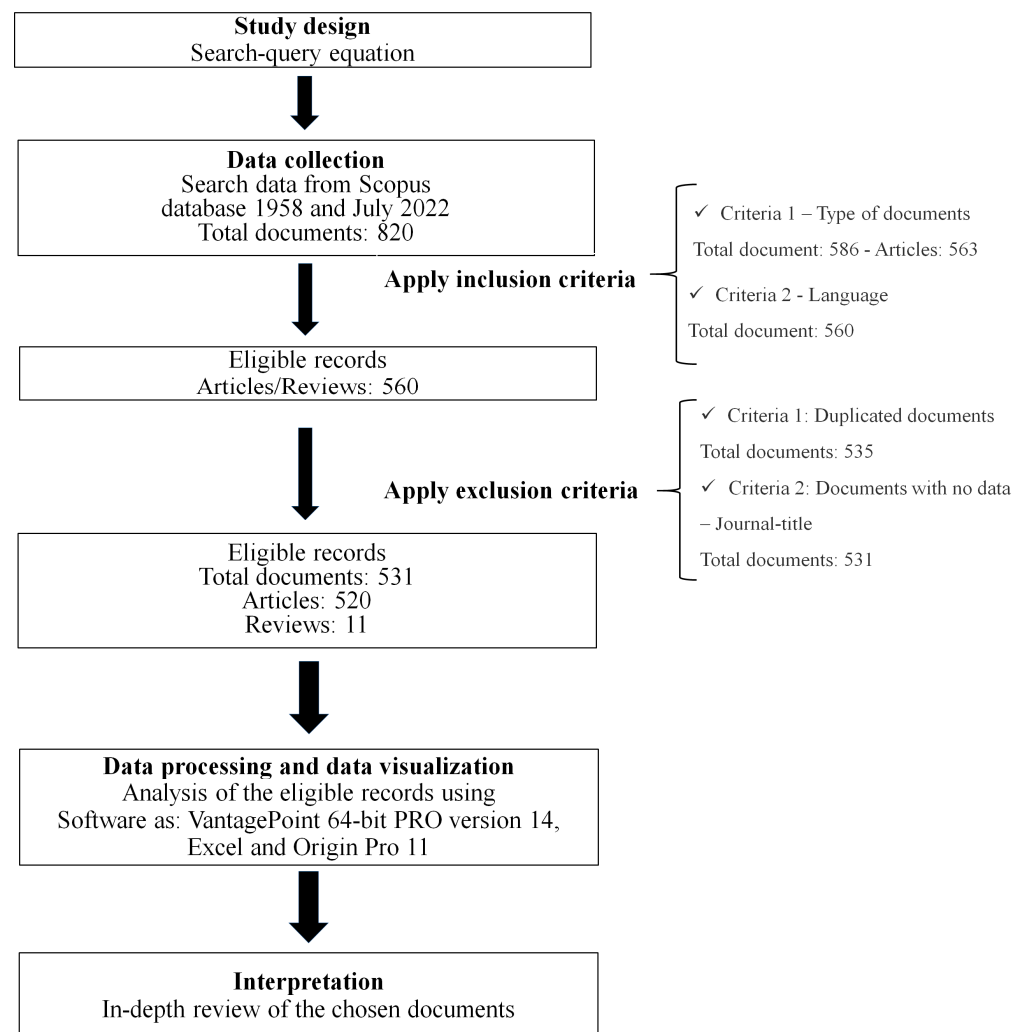 Study design
Search-query equation
Data collection
Search data from Scopus
database 1958 and July 2022
Total documents: 820
Apply inclusion criteria
✓ Criteria 1 – Type of documents
Total document: 586 - Articles: 563
✓ Criteria 2 - Language
Total document: 560
Eligible records
Articles/Reviews: 560
Apply exclusion criteria
✓ Criteria 1: Duplicated documents
Total documents: 535
✓ Criteria 2: Documents with no data
– Journal-title
Total documents: 531
Eligible records
Total documents: 531
Articles: 520
Reviews: 11
Data processing and data visualization
Analysis of the eligible records using
Software as: VantagePoint 64-bit PRO version 14,
Excel and Origin Pro 11
Interpretation
In-depth review of the chosen documents